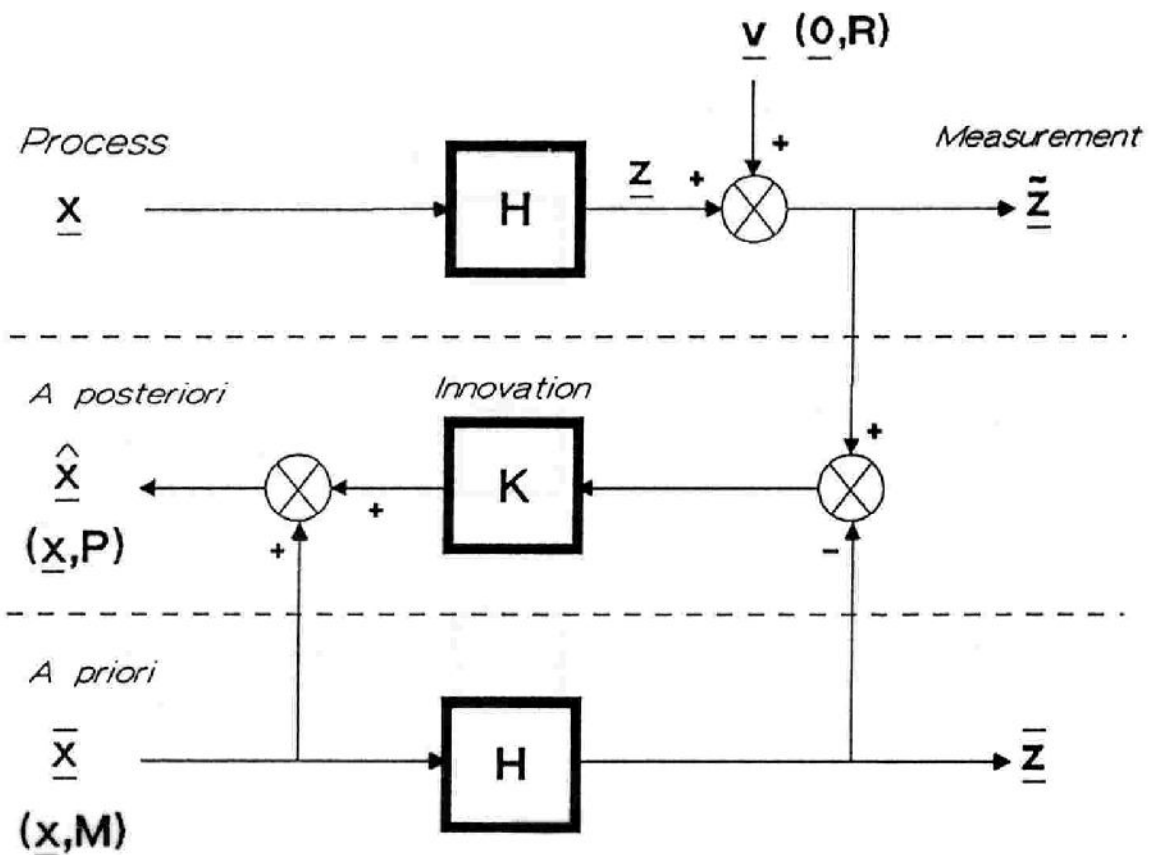 v (0,R)
Process
Measurement
x
H
z
+
+
z̃
A posteriori
Innovation
x̂
K
+
+
+
-
(x,P)
A priori
x̄
H
z̄
(x,M)